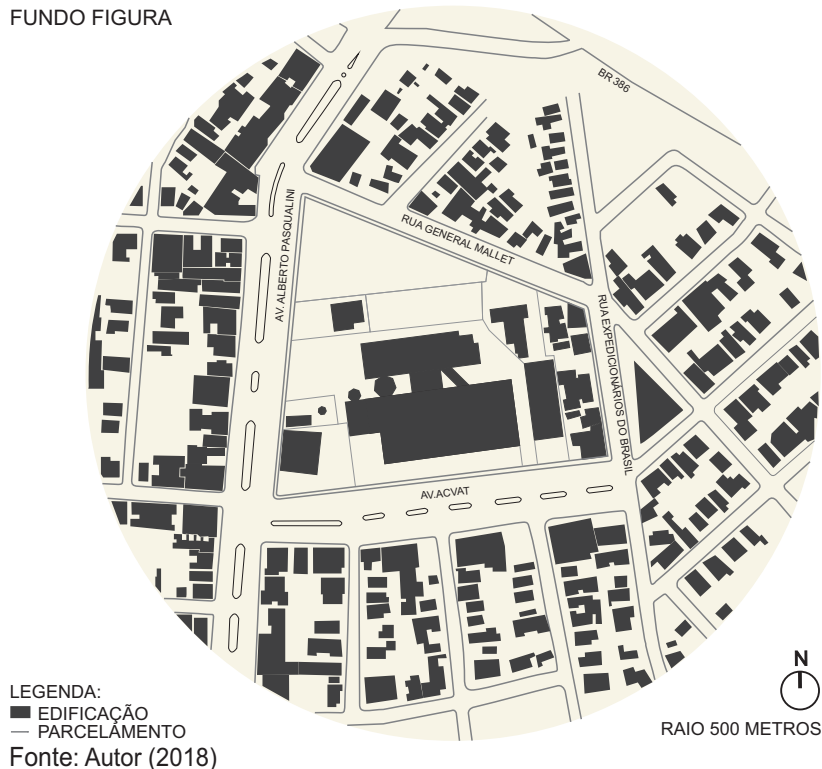 FUNDO FIGURA
BR 386
AV. ALBERTO PASQUALINI
RUA GENERAL MALLET
RUA EXPEDICIONÁRIOS DO BRASIL
AV.ACVAT
N
LEGENDA:
EDIFICAÇÃO
PARCELAMENTO
RAIO 500 METROS
Fonte: Autor (2018)